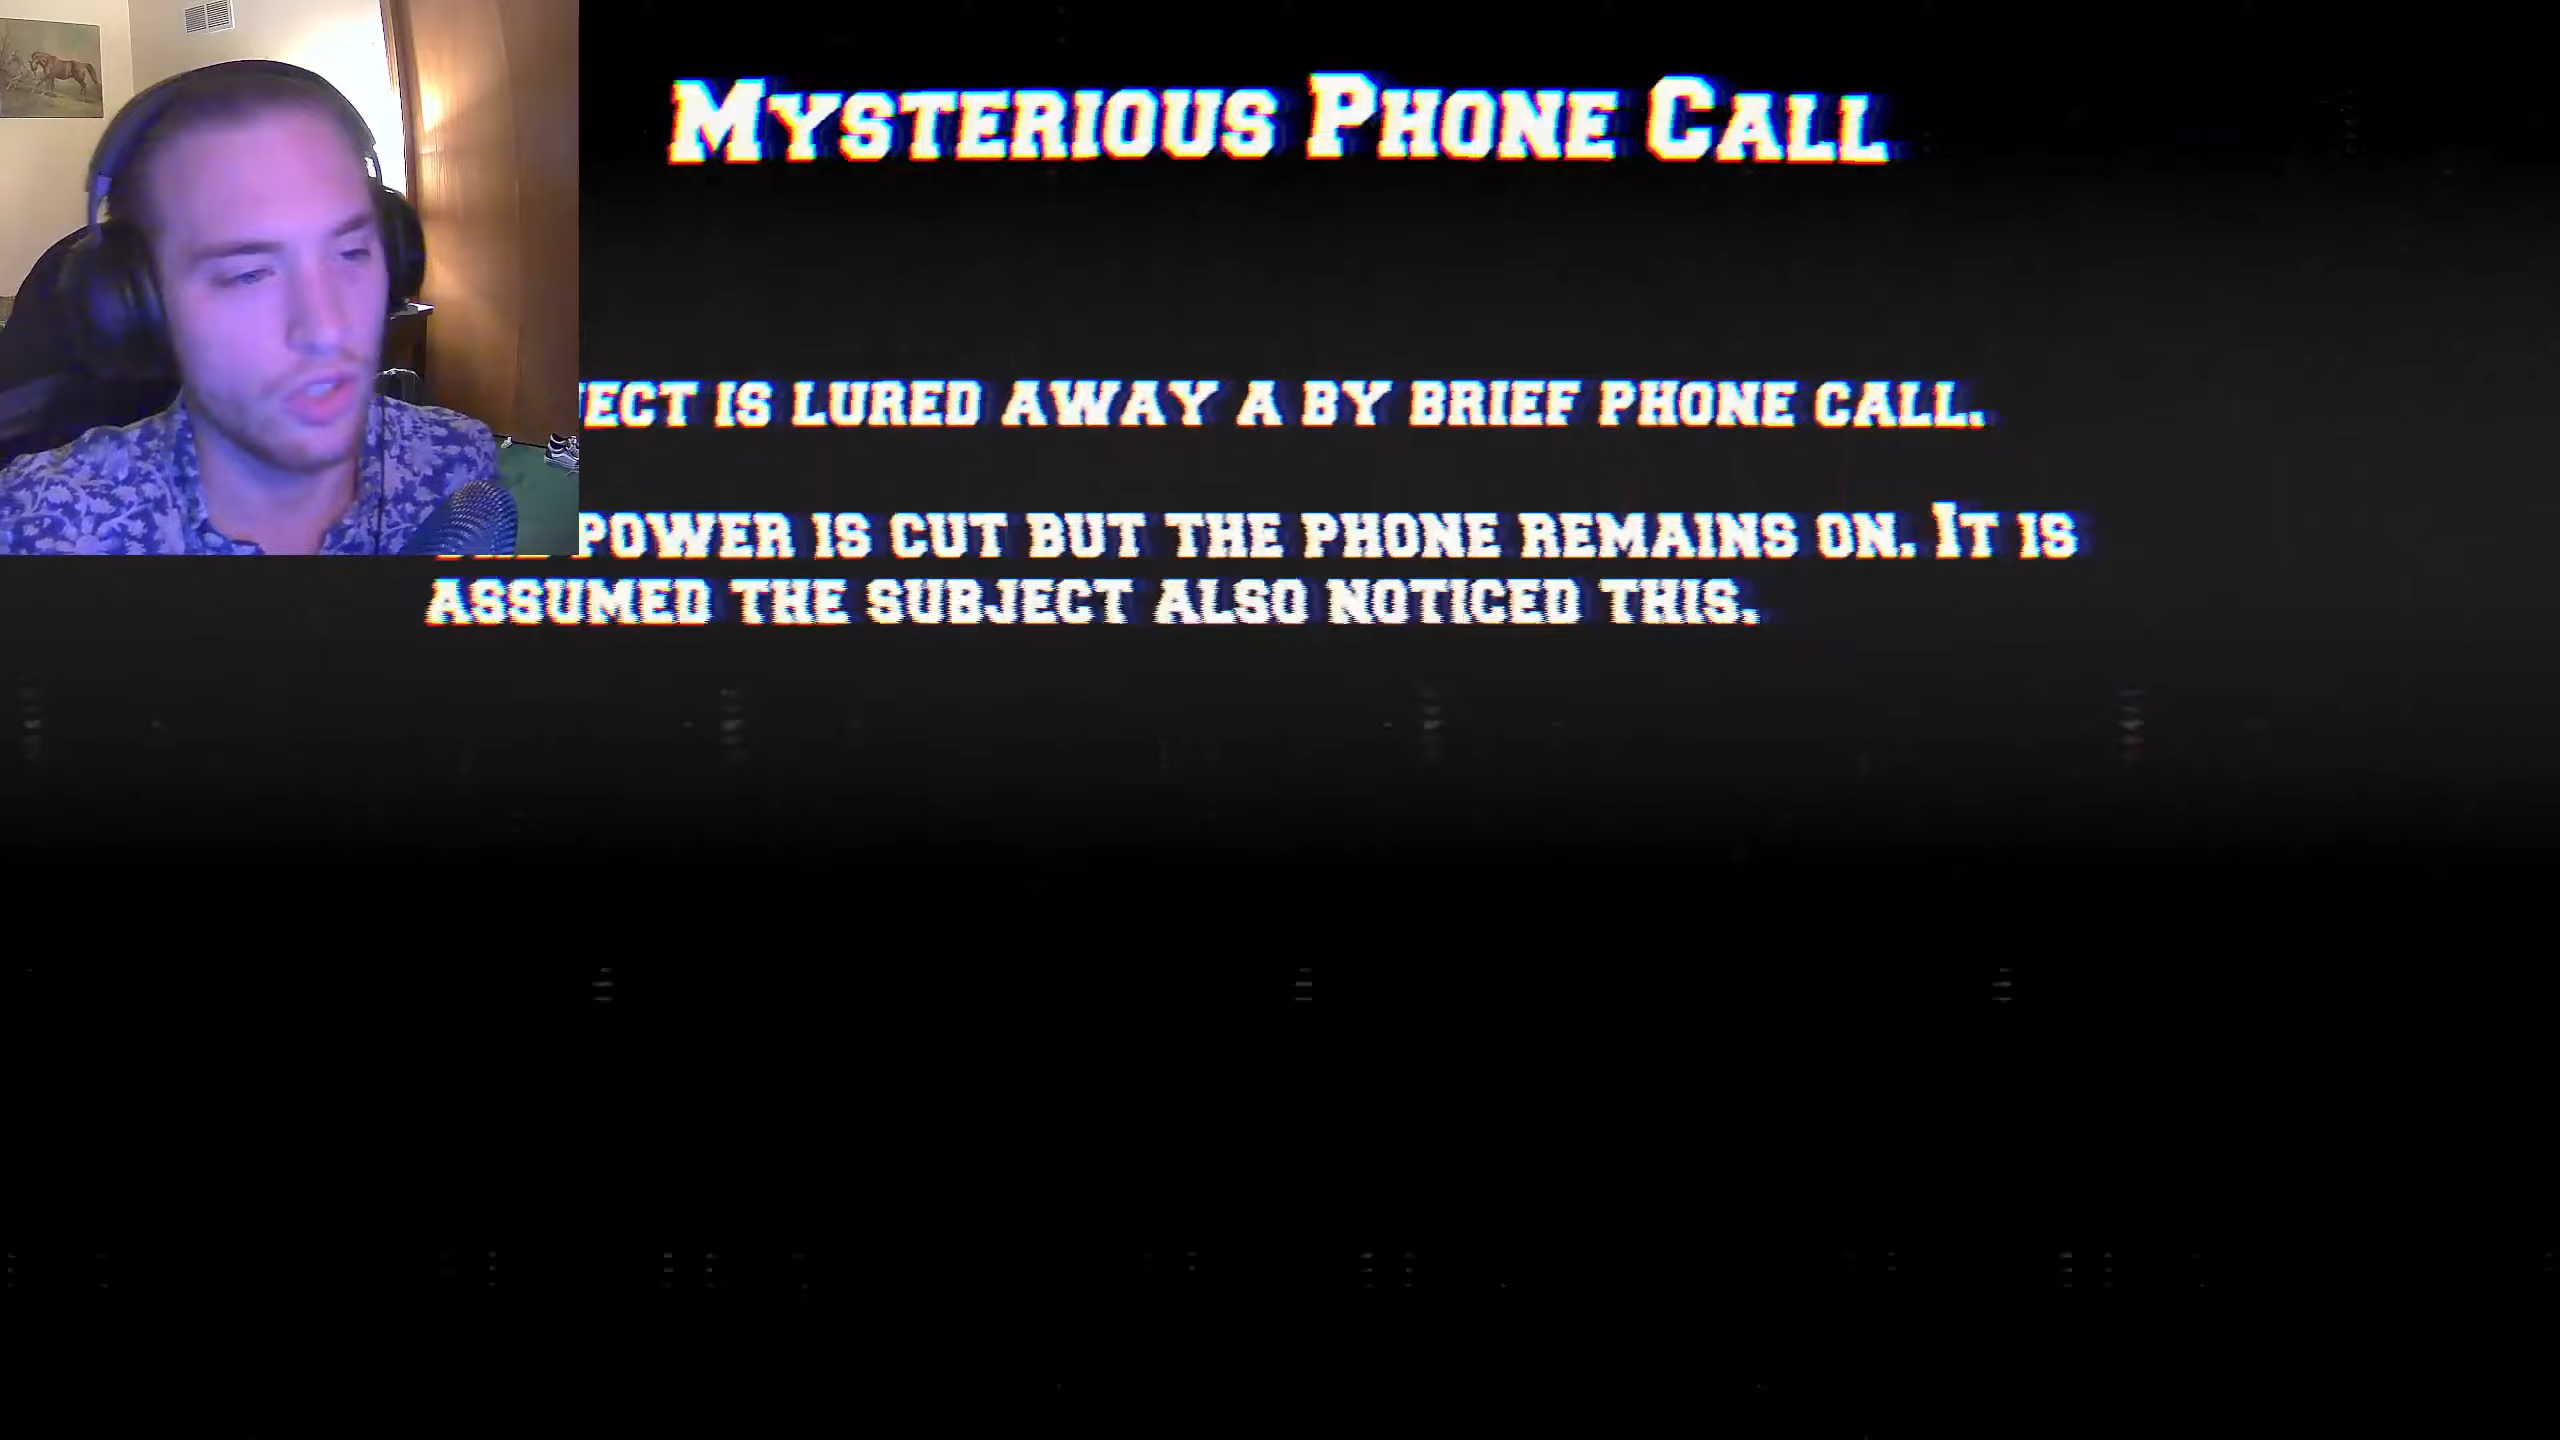 Mysterious Phone Call
ject is lured away a by brief phone call.
power is cut but the phone remains on. It is
assumed the subject also noticed this.